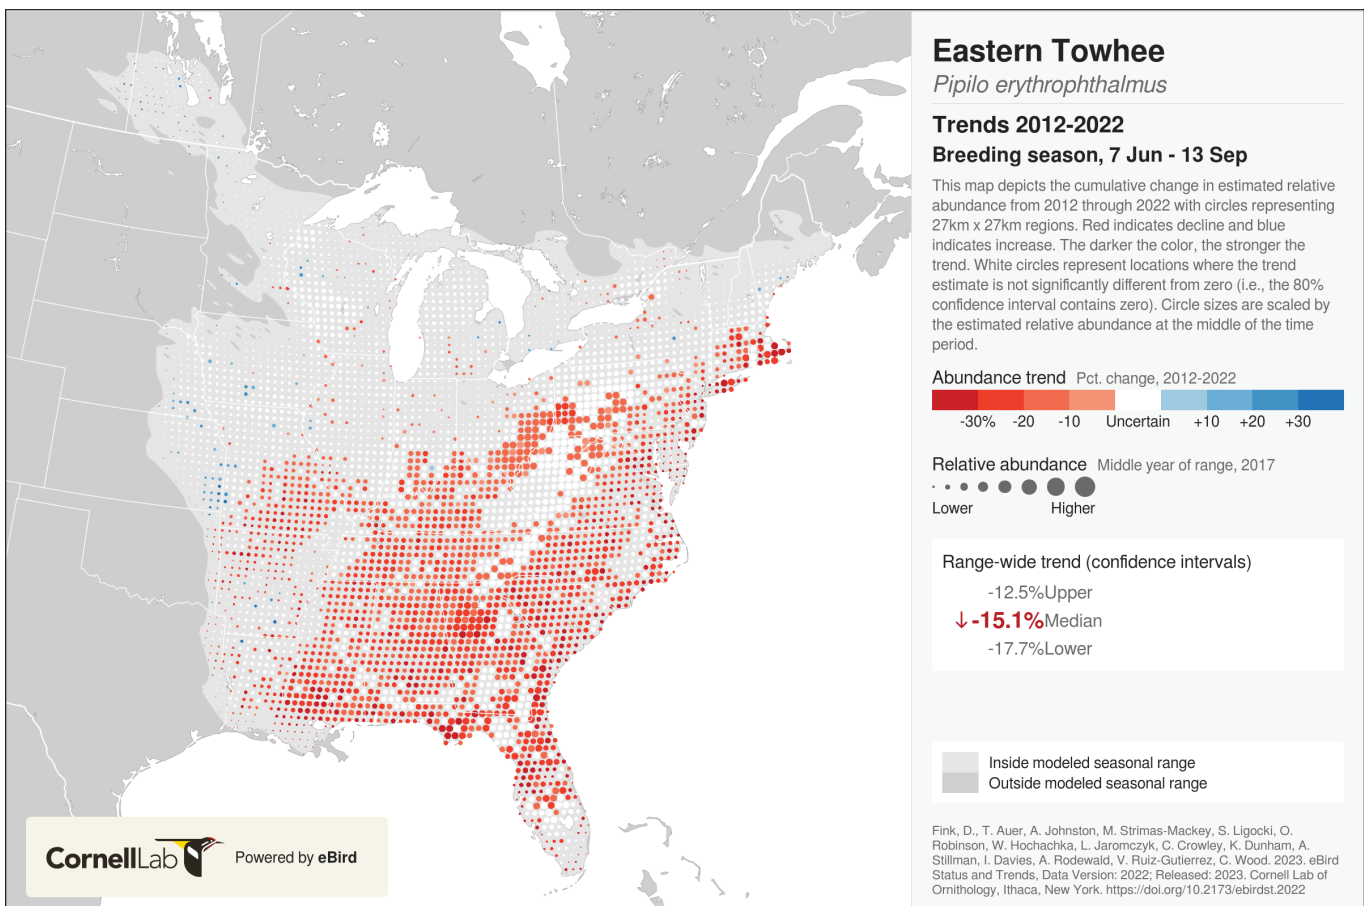 Eastern Towhee
Pipilo erythrophthalmus
Trends 2012-2022
Breeding season, 7 Jun - 13 Sep
This map depicts the cumulative change in estimated relative
abundance from 2012 through 2022 with circles representing
27km x 27km regions. Red indicates decline and blue
indicates increase. The darker the color, the stronger the
trend. White circles represent locations where the trend
estimate is not significantly different from zero (i.e., the 80%
confidence interval contains zero). Circle sizes are scaled by
the estimated relative abundance at the middle of the time
period.
Abundance trend Pct. change, 2012-2022
-30% -20 -10 Uncertain +10 +20 +30
Relative abundance Middle year of range, 2017
Lower Higher
Range-wide trend (confidence intervals)
-12.5%Upper
↓-15.1%Median
-17.7%Lower
Inside modeled seasonal range
Outside modeled seasonal range
Fink, D., T. Auer, A. Johnston, M. Strimas-Mackey, S. Ligocki, O.
Robinson, W. Hochachka, L. Jaromczyk, C. Crowley, K. Dunham, A.
Stillman, I. Davies, A. Rodewald, V. Ruiz-Gutierrez, C. Wood. 2023. eBird
Status and Trends, Data Version: 2022; Released: 2023. Cornell Lab of
Ornithology, Ithaca, New York. https://doi.org/10.2173/ebirdst.2022
CornellLab Powered by eBird